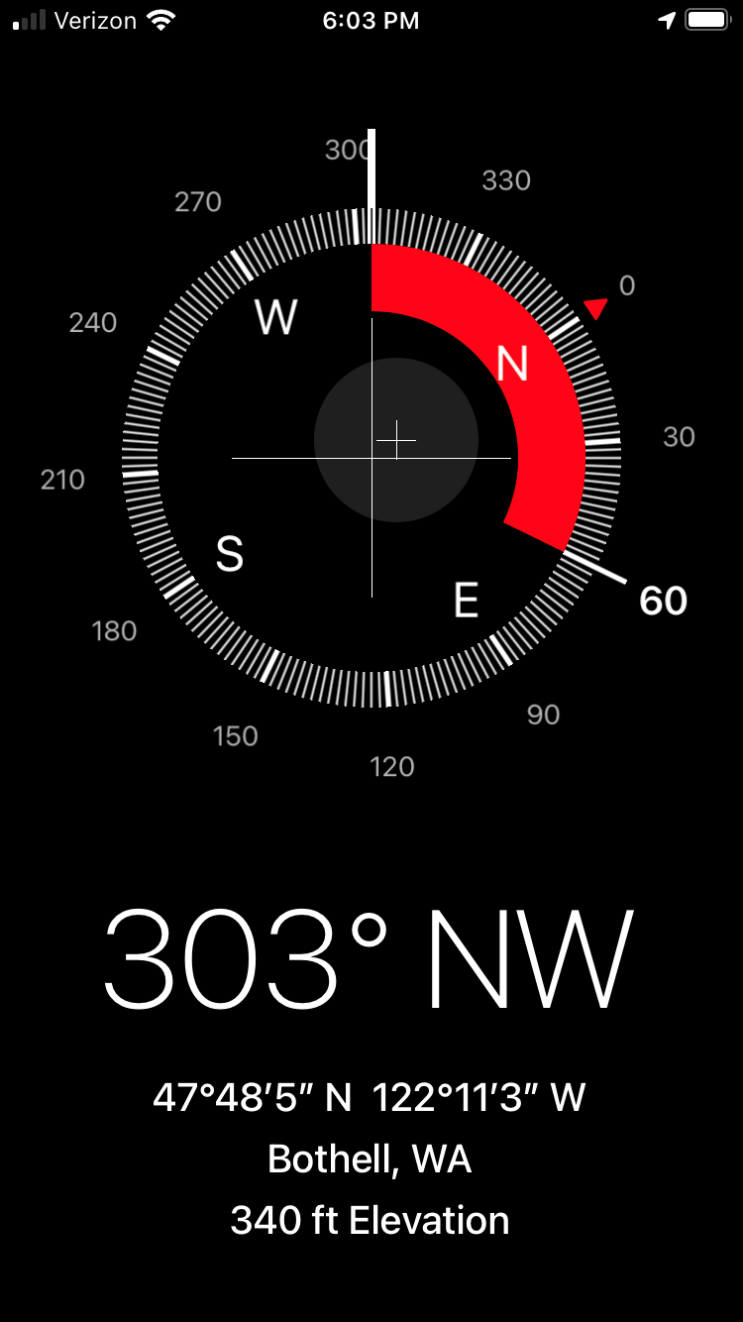 Verizon 6:03 PM
300
330
270
0
240
W
N
30
210
S
E
60
180
90
150
120
303° NW
47°48′5″ N 122°11′3″ W
Bothell, WA
340 ft Elevation